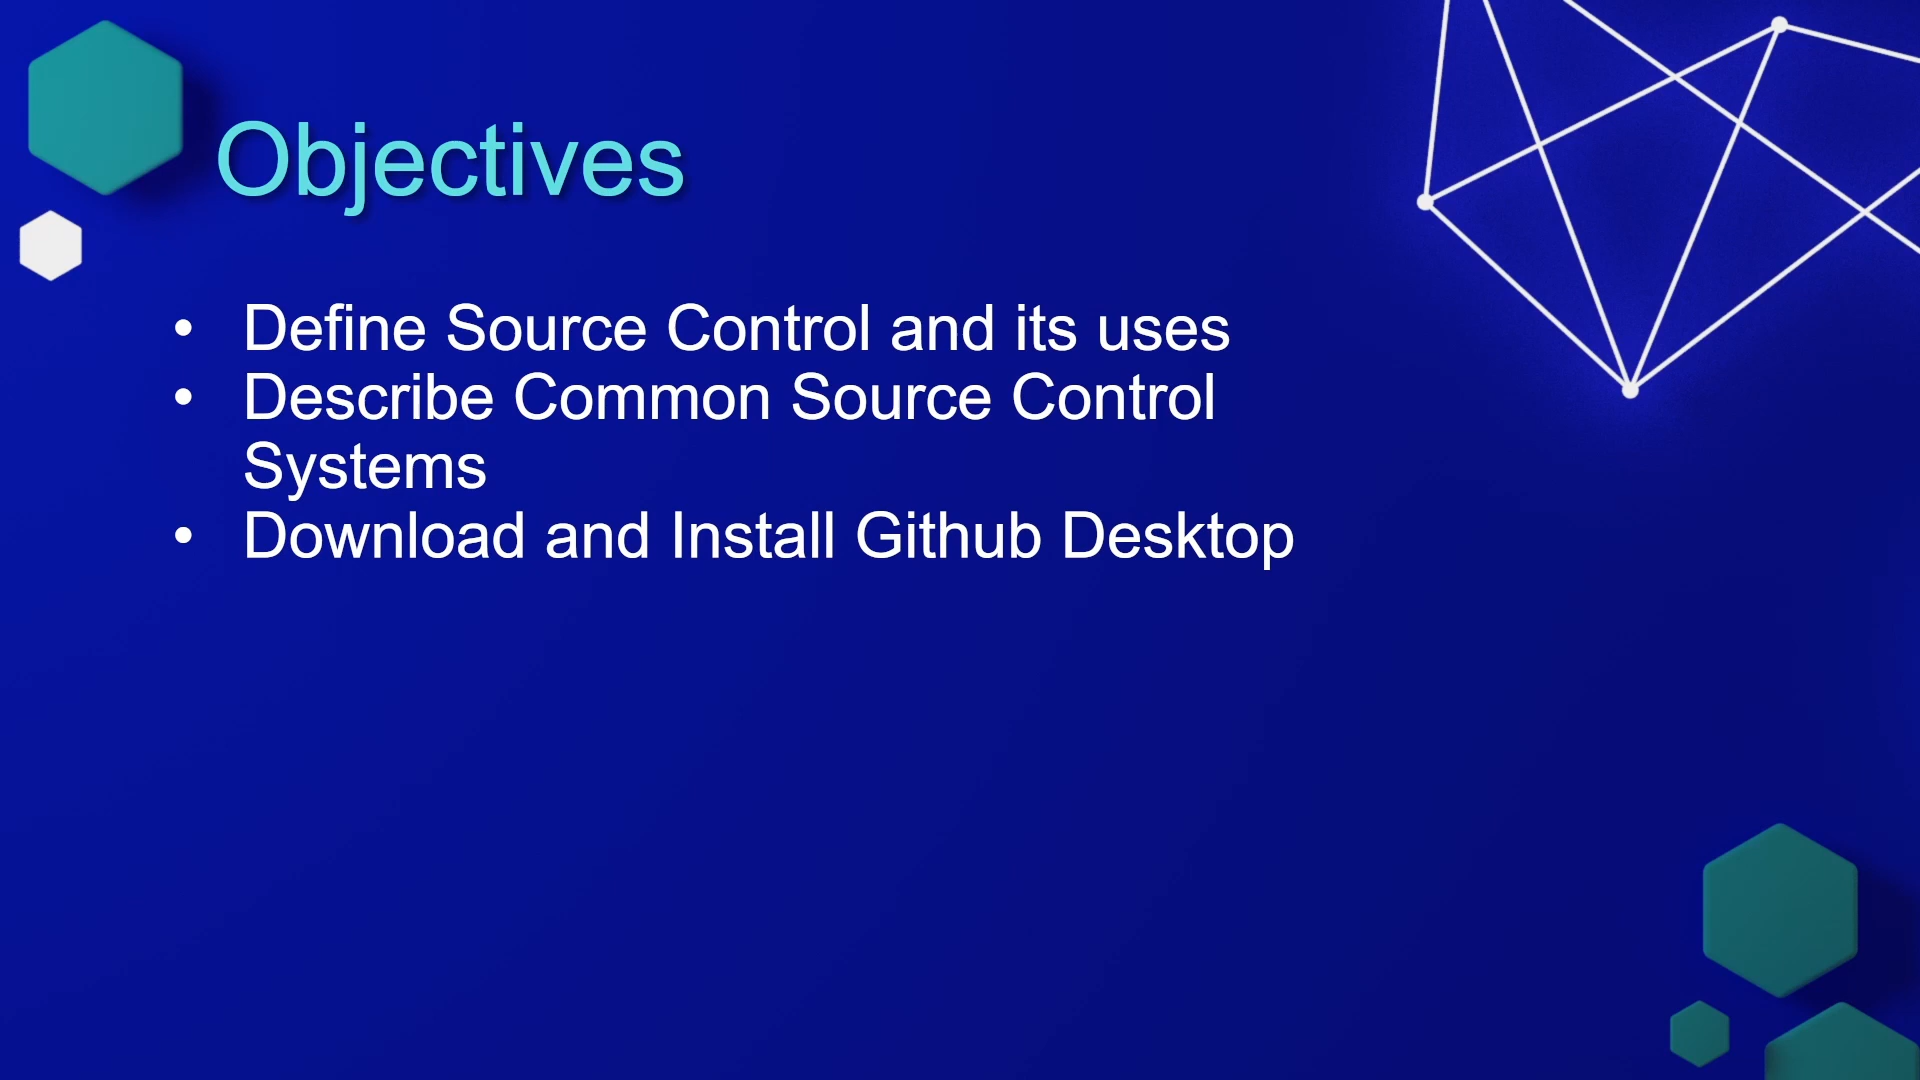 Objectives
• Define Source Control and its uses
• Describe Common Source Control
Systems
• Download and Install Github Desktop